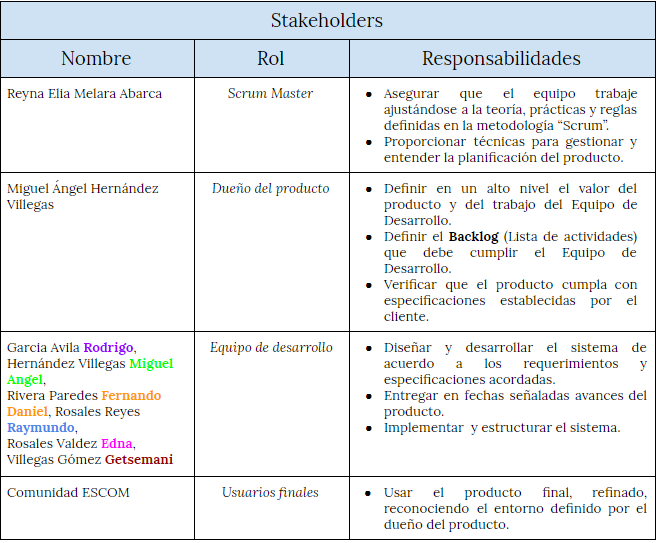 Stakeholders
Nombre
Rol
Responsabilidades
Reyna Elia Melara Abarca
Scrum Master
● Asegurar que el equipo trabaje
ajustándose a la teoría, prácticas y reglas
definidas en la metodología “Scrum”.
● Proporcionar técnicas para gestionar y
entender la planificación del producto.
Miguel Ángel Hernández
Villegas
Dueño del producto
● Definir en un alto nivel el valor del
producto y del trabajo del Equipo de
Desarrollo.
● Definir el Backlog (Lista de actividades)
que debe cumplir el Equipo de
Desarrollo.
● Verificar que el producto cumpla con
especificaciones establecidas por el
cliente.
Garcia Avila Rodrigo,
Hernández Villegas Miguel
Angel,
Rivera Paredes Fernando
Daniel, Rosales Reyes
Raymundo,
Rosales Valdez Edna,
Villegas Gómez Getsemani
Equipo de desarrollo
● Diseñar y desarrollar el sistema de
acuerdo a los requerimientos y
especificaciones acordadas.
● Entregar en fechas señaladas avances del
producto.
● Implementar y estructurar el sistema.
Comunidad ESCOM
Usuarios finales
● Usar el producto final, refinado,
reconociendo el entorno definido por el
dueño del producto.